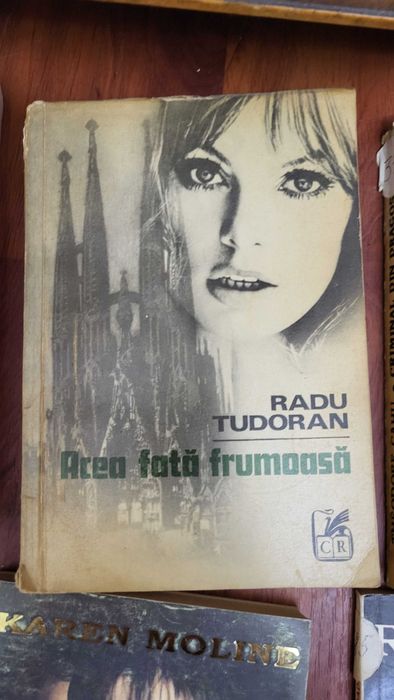 RADU
TUDORAN
Acea fată frumoasă
CR
KAREN MOLINE
R